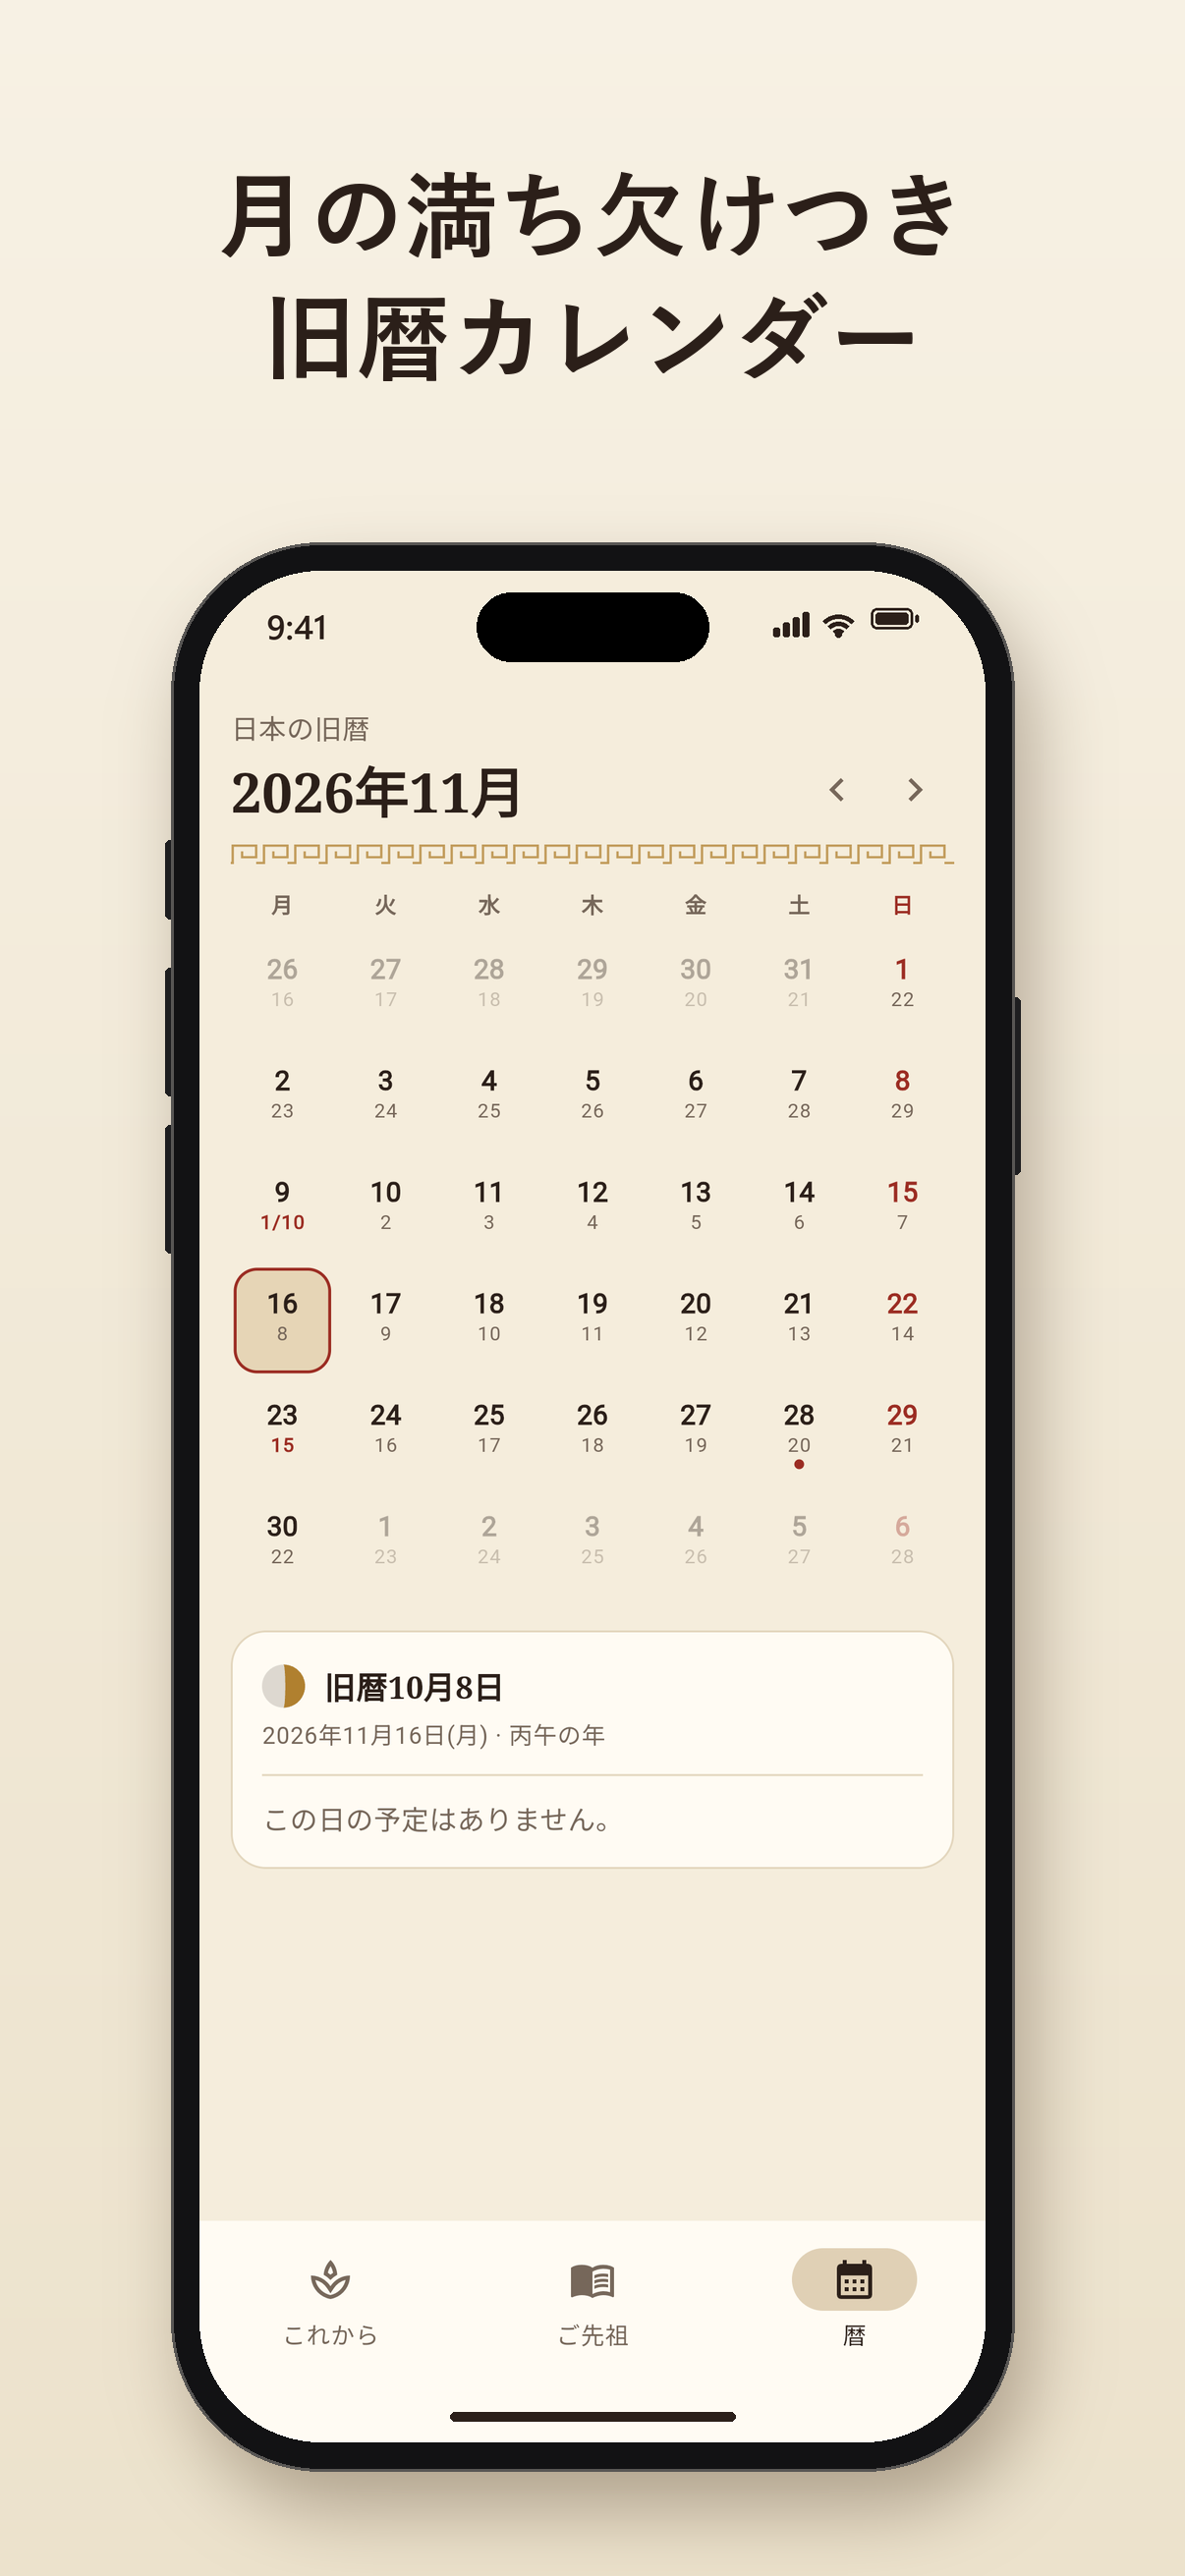 月の満ち欠けつき
旧暦カレンダー
9:41
日本の旧暦
2026年11月
月 火 水 木 金 土 日
26 27 28 29 30 31 1
16 17 18 19 20 21 22
2 3 4 5 6 7 8
23 24 25 26 27 28 29
9 10 11 12 13 14 15
1/10 2 3 4 5 6 7
16 17 18 19 20 21 22
8 9 10 11 12 13 14
23 24 25 26 27 28 29
15 16 17 18 19 20 21
30 1 2 3 4 5 6
22 23 24 25 26 27 28
旧暦10月8日
2026年11月16日(月) · 丙午の年
この日の予定はありません。
これから ご先祖 暦